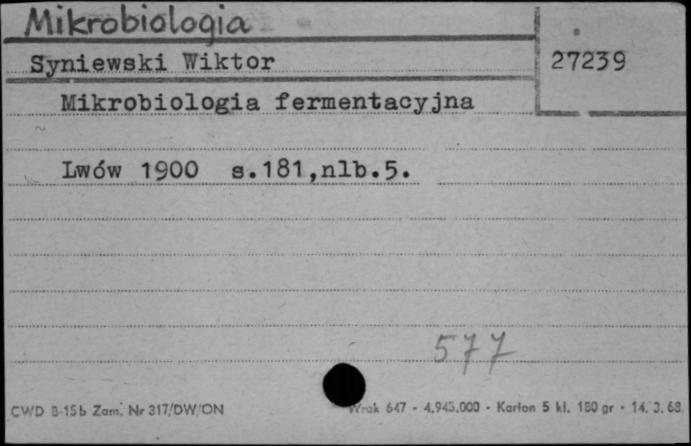 Mikrobiologia
Syniewski Wiktor
27239
Mikrobiologia fermentacyjna
Lwów 1900 s.181,nlb.5.
577
CWD B-15b Zam. Nr 317/DW/ON
647 - 4.945.000 - Karton 5 kl. 180 gr - 14. 3. 68.